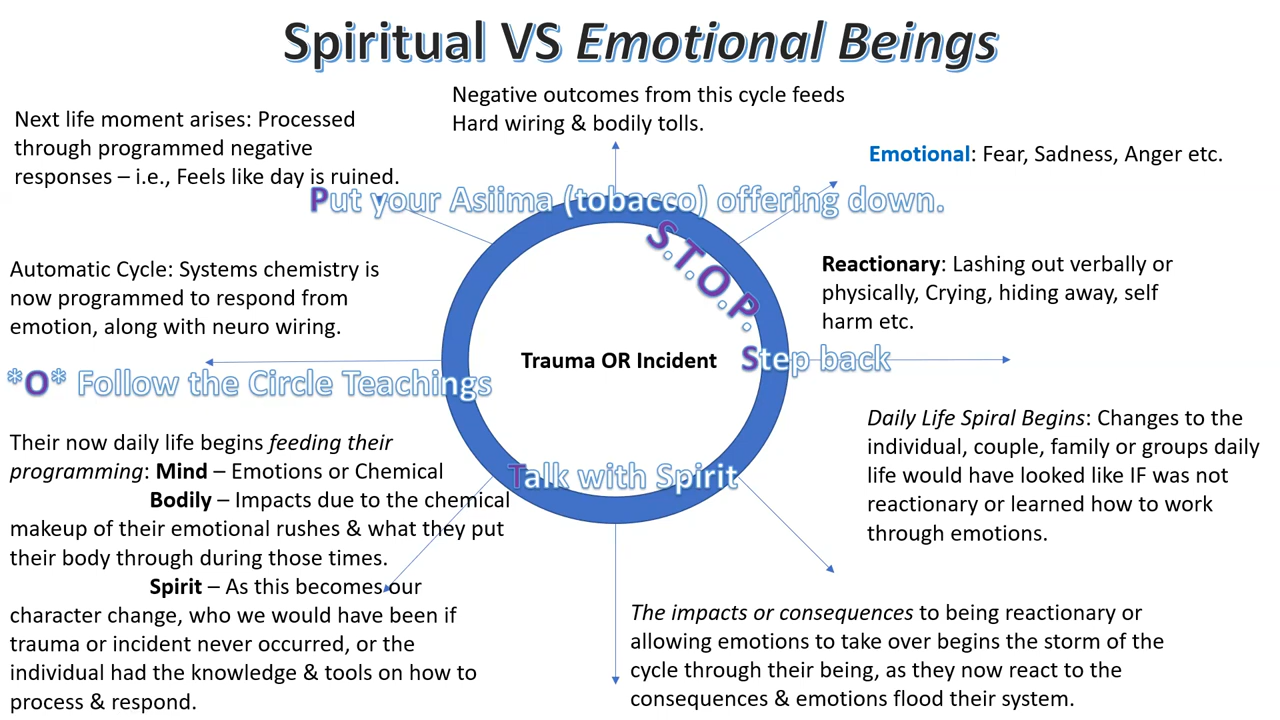 Spiritual VS Emotional Beings
Negative outcomes from this cycle feeds
Hard wiring & bodily tolls.
Next life moment arises: Processed
through programmed negative
responses – i.e., Feels like day is ruined.
Emotional: Fear, Sadness, Anger etc.
Put your Asiima (tobacco) offering down.
S.T.O.P.
Automatic Cycle: Systems chemistry is
now programmed to respond from
emotion, along with neuro wiring.
Reactionary: Lashing out verbally or
physically, Crying, hiding away, self
harm etc.
Trauma OR Incident
Step back
*O* Follow the Circle Teachings
Daily Life Spiral Begins: Changes to the
individual, couple, family or groups daily
life would have looked like IF was not
reactionary or learned how to work
through emotions.
Talk with Spirit
Their now daily life begins feeding their
programming: Mind – Emotions or Chemical
Bodily – Impacts due to the chemical
makeup of their emotional rushes & what they put
their body through during those times.
Spirit – As this becomes our
character change, who we would have been if
trauma or incident never occurred, or the
individual had the knowledge & tools on how to
process & respond.
The impacts or consequences to being reactionary or
allowing emotions to take over begins the storm of the
cycle through their being, as they now react to the
consequences & emotions flood their system.